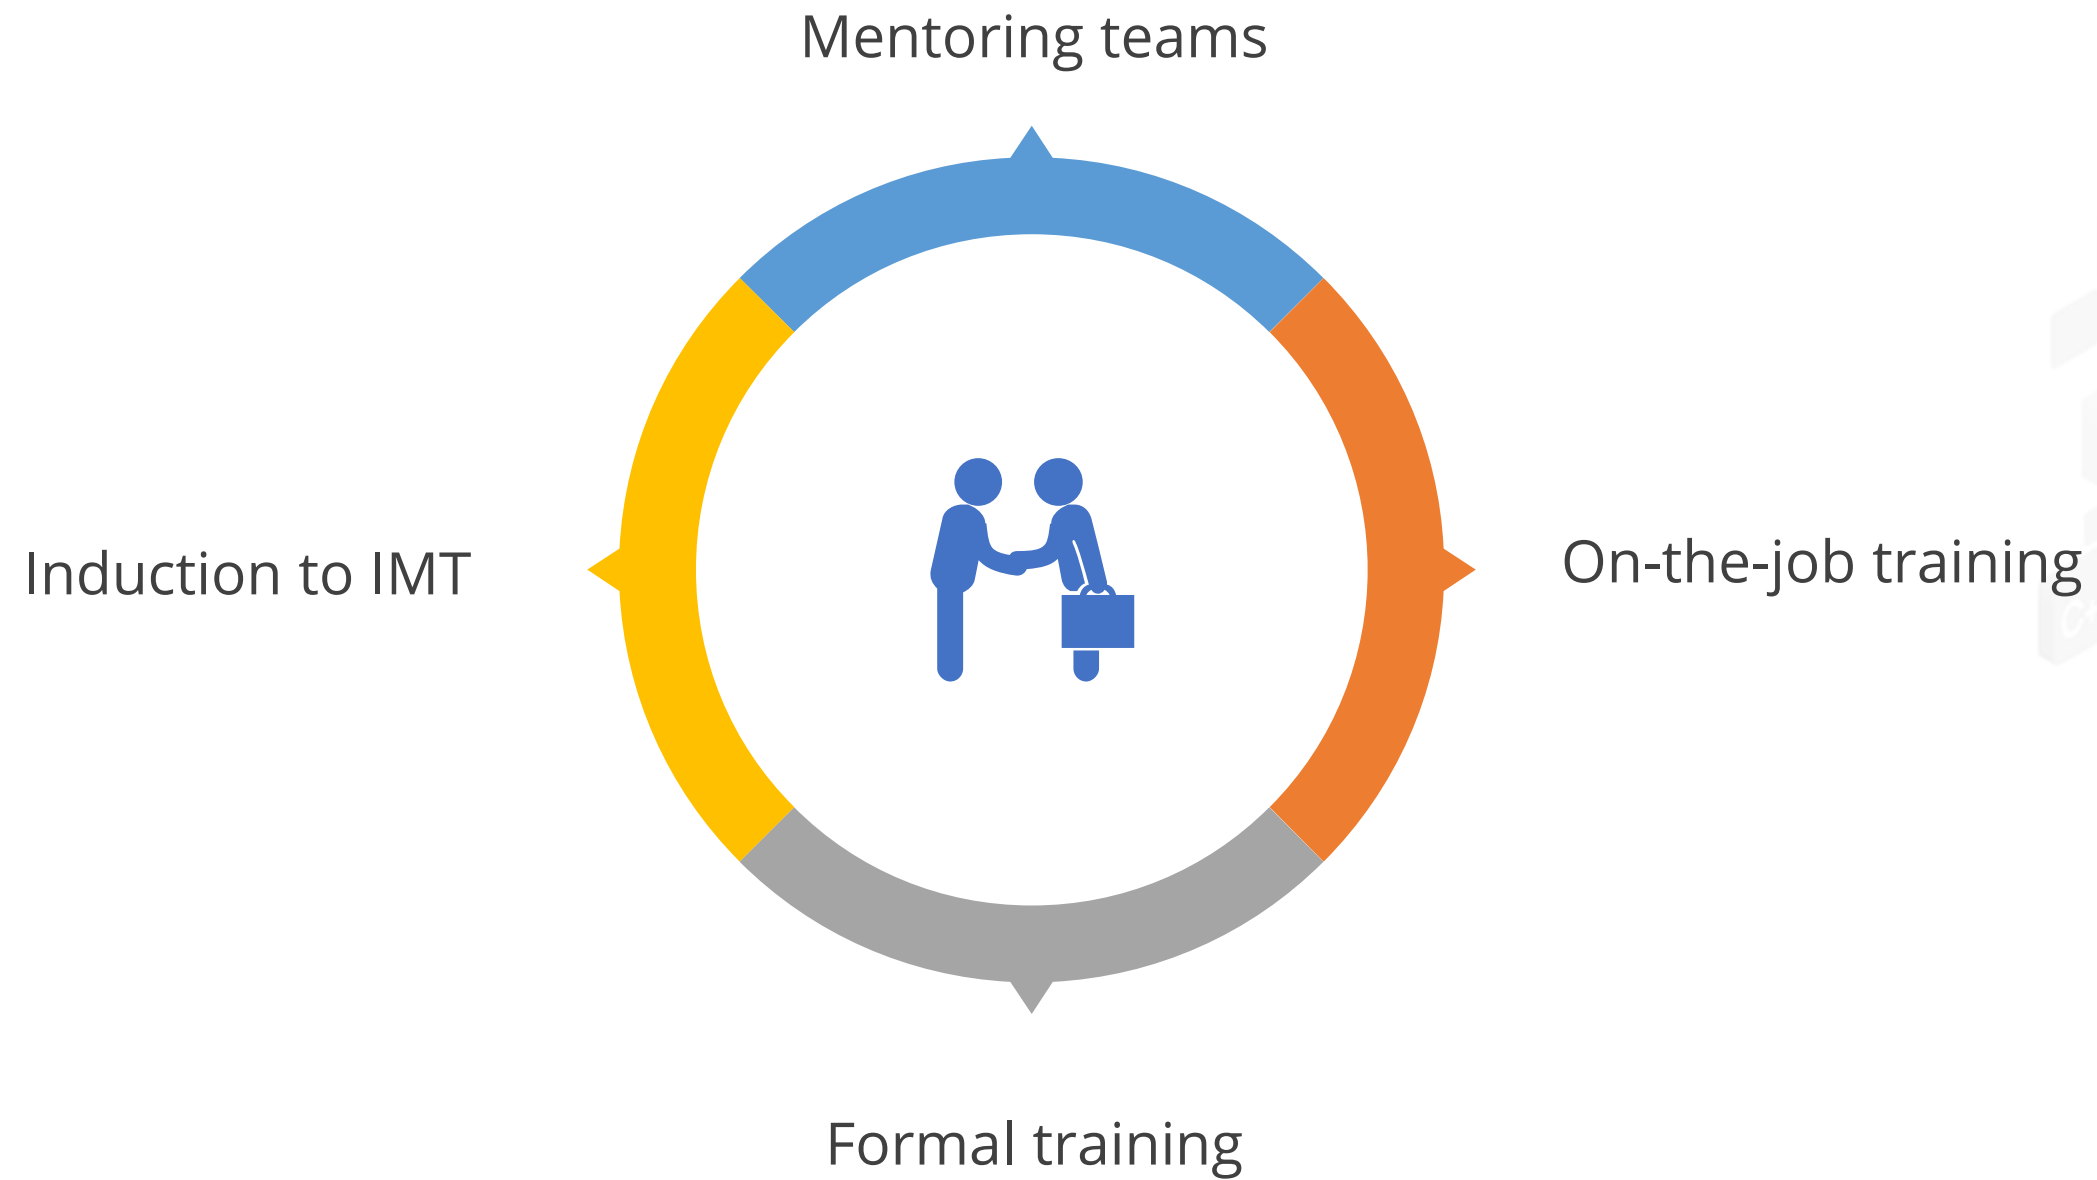 Mentoring teams
Induction to IMT
On-the-job training
Formal training